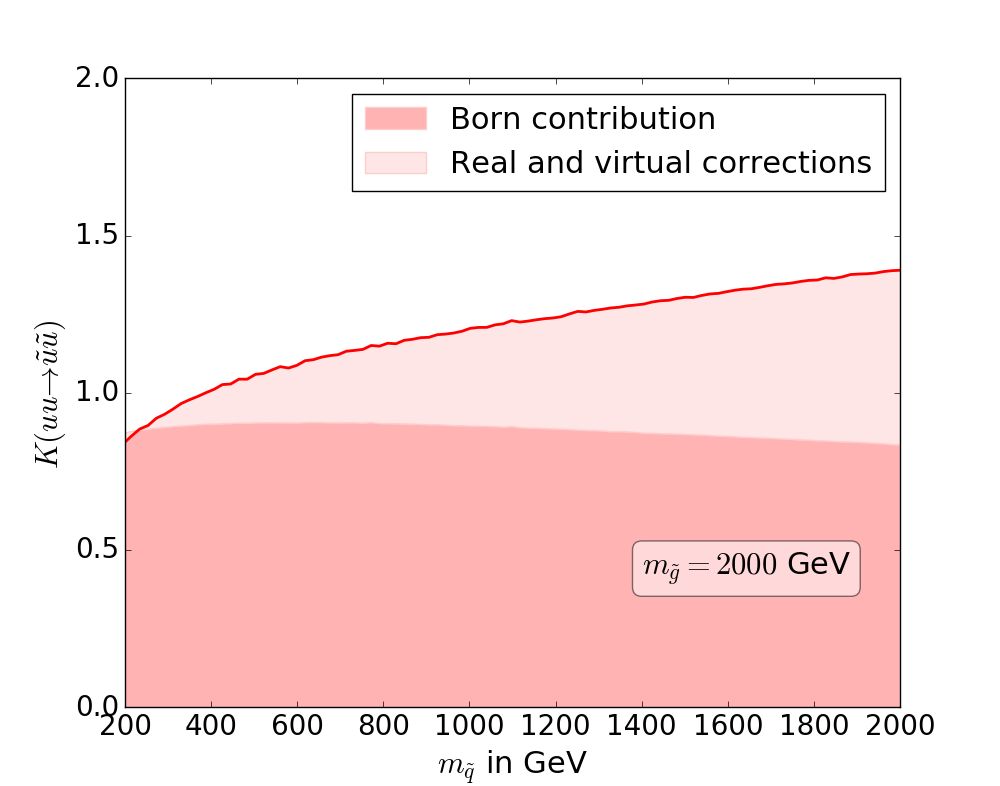 2.0
1.5
1.0
0.5
0.0
K(uu→ũũ)
Born contribution
Real and virtual corrections
m_g̃ = 2000 GeV
200 400 600 800 1000 1200 1400 1600 1800 2000
m_q̃ in GeV